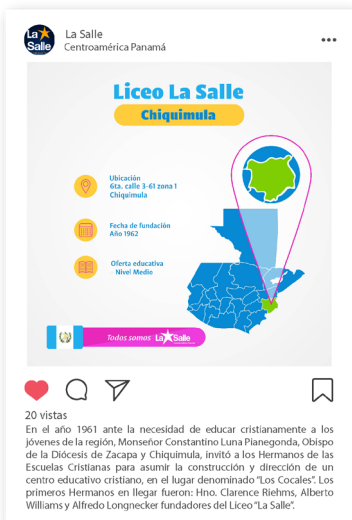 La Salle
La Salle
Centroamérica Panamá
Liceo La Salle
Chiquimula
Ubicación
6ta. calle 3-61 zona 1
Chiquimula
Fecha de fundación
Año 1962
Oferta educativa
Nivel Medio
Todos somos La Salle
20 vistas
En el año 1961 ante la necesidad de educar cristianamente a los
jóvenes de la región, Monseñor Constantino Luna Pianegonda, Obispo
de la Diócesis de Zacapa y Chiquimula, invitó a los Hermanos de las
Escuelas Cristianas para asumir la construcción y dirección de un
centro educativo cristiano, en el lugar denominado "Los Cocales". Los
primeros Hermanos en llegar fueron: Hno. Clarence Riehms, Alberto
Williams y Alfredo Longnecker fundadores del Liceo "La Salle".